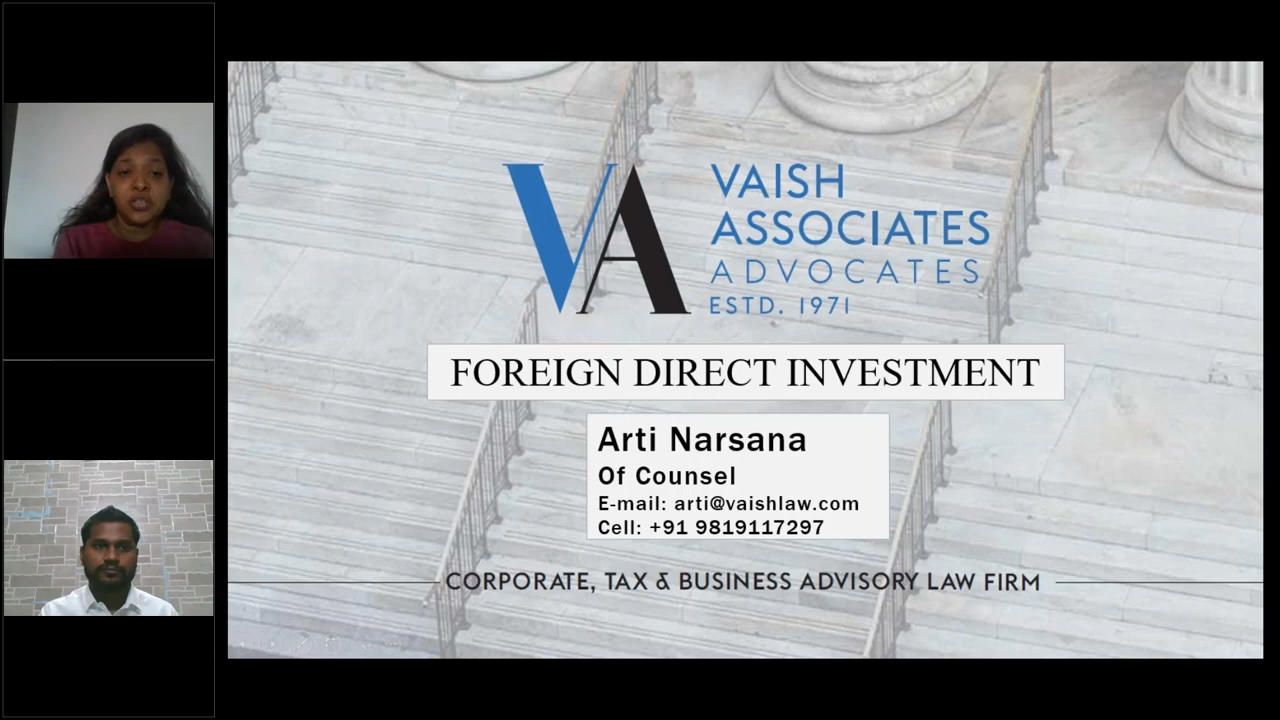 VA
VAISH
ASSOCIATES
ADVOCATES
ESTD. 1971
FOREIGN DIRECT INVESTMENT
Arti Narsana
Of Counsel
E-mail: arti@vaishlaw.com
Cell: +91 9819117297
CORPORATE, TAX & BUSINESS ADVISORY LAW FIRM